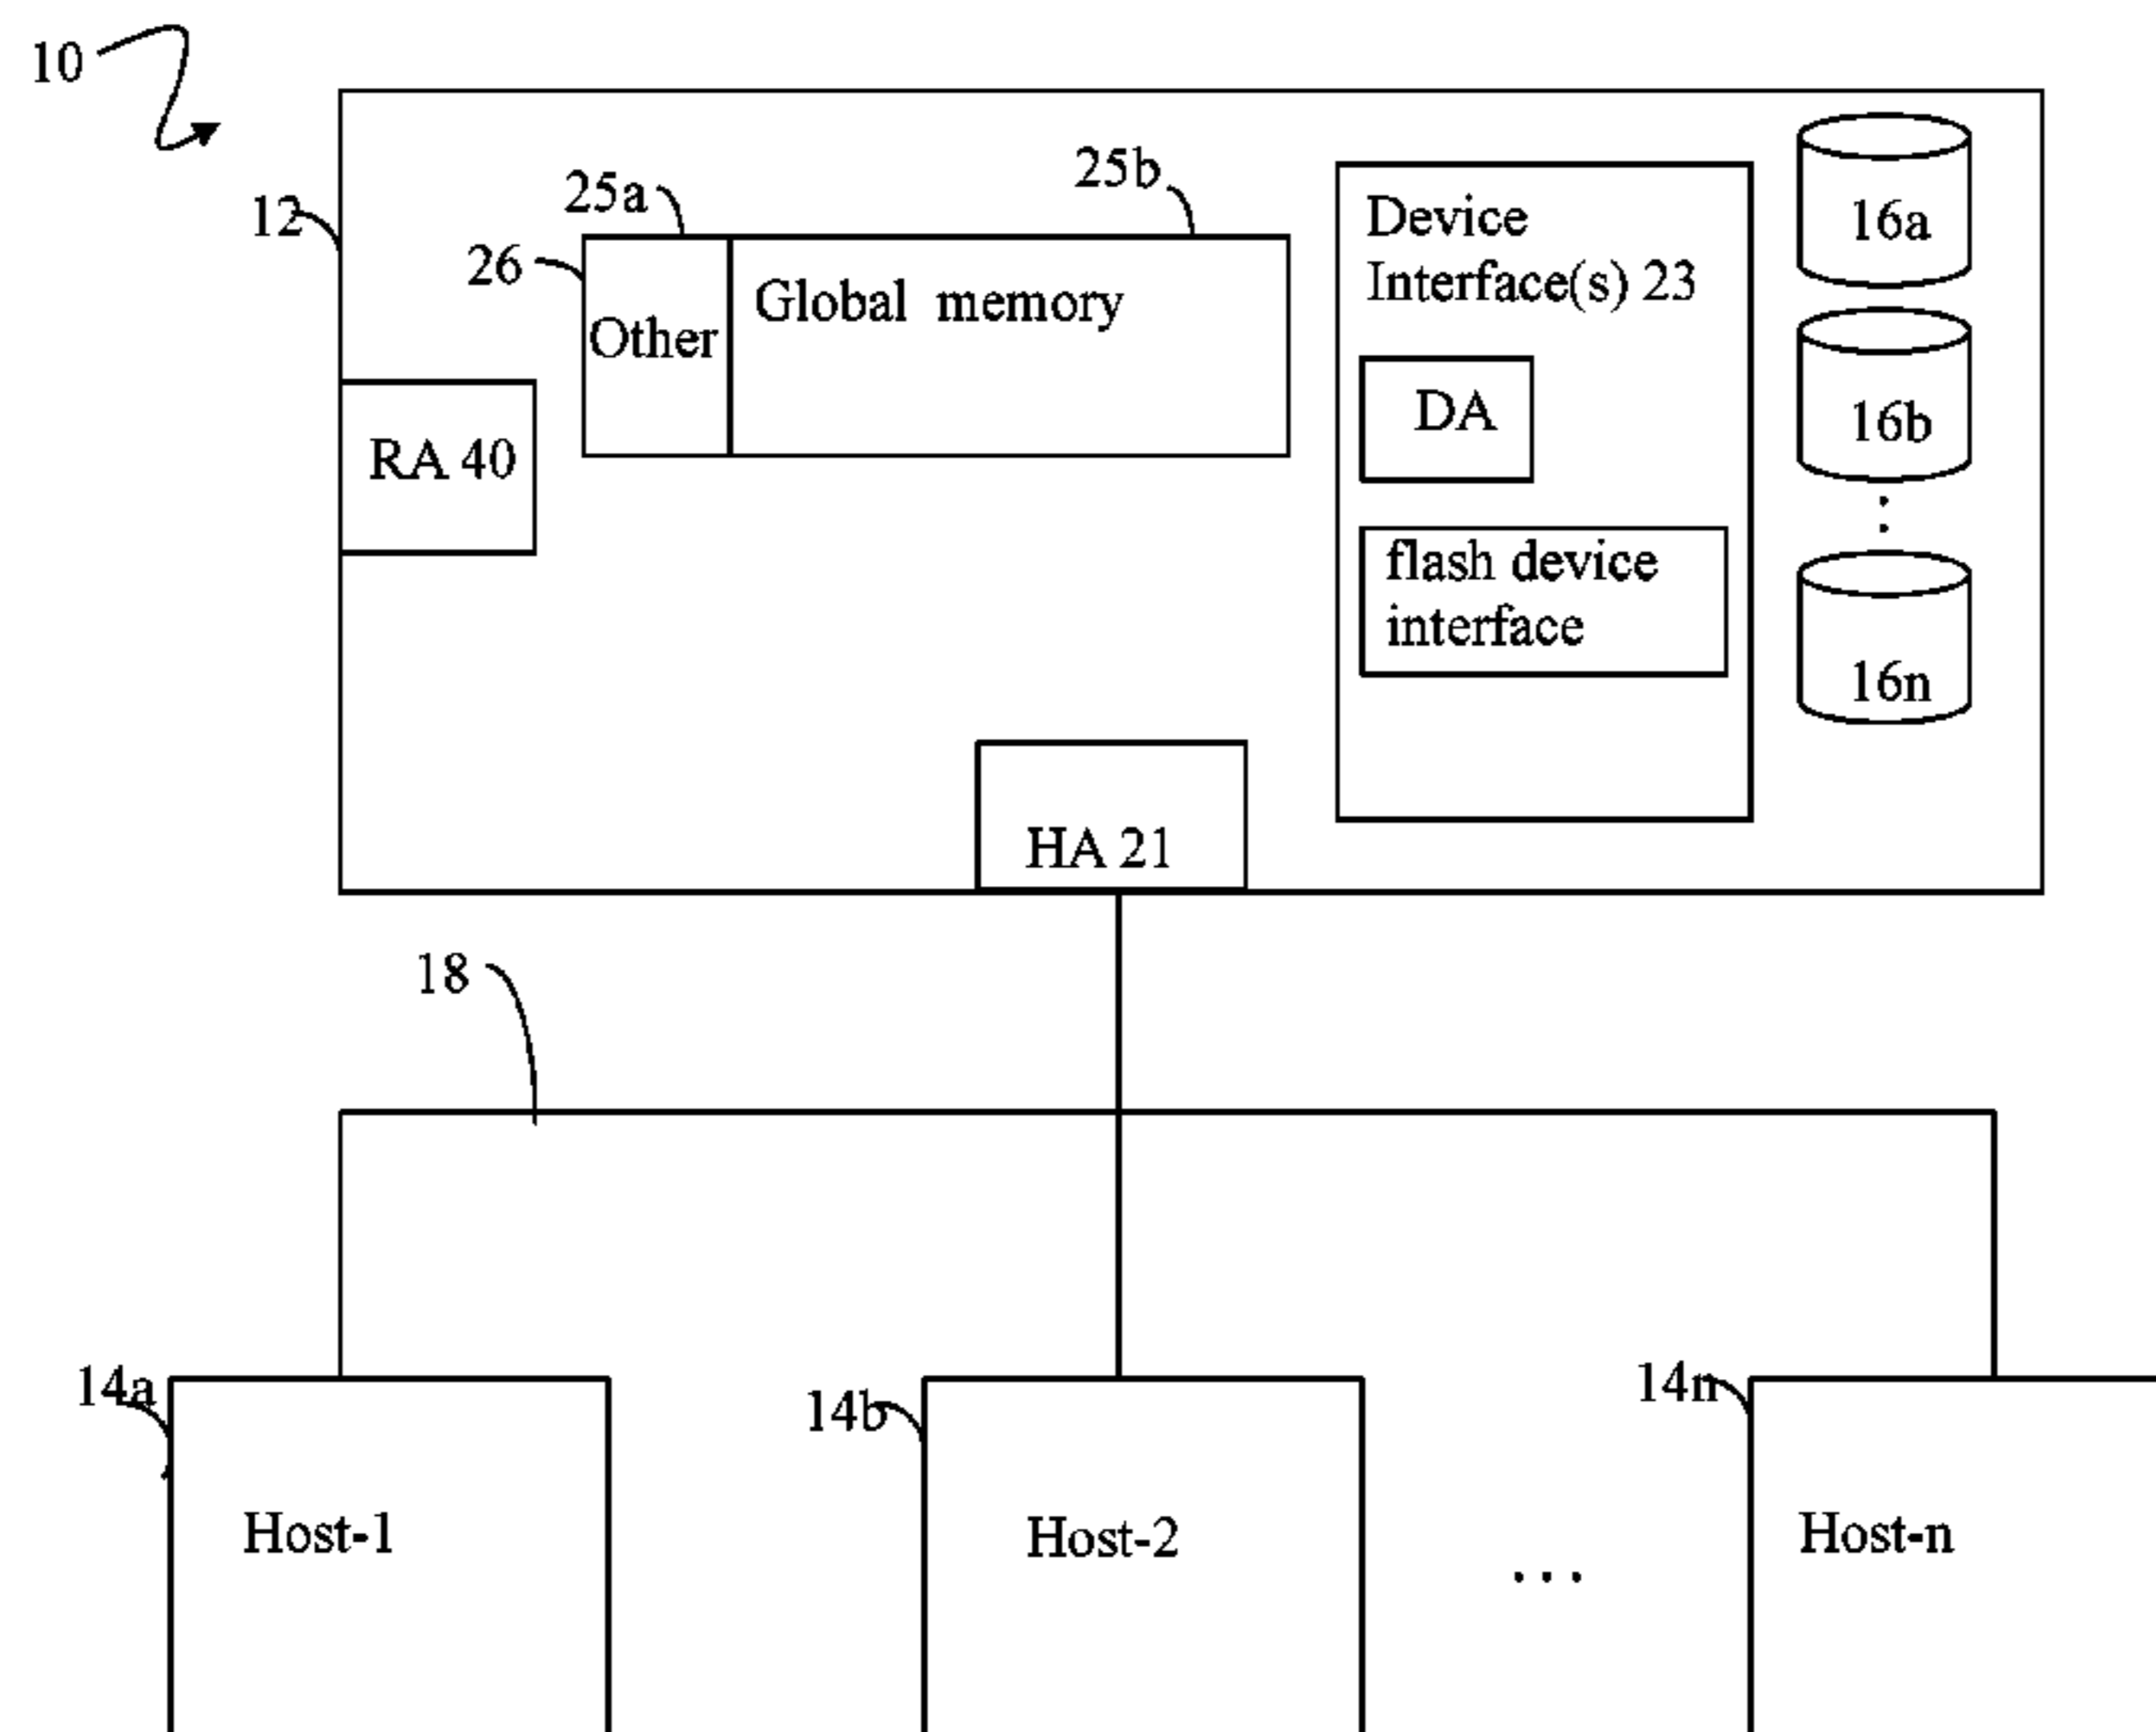 10
12
25a
25b
26
Other
Global memory
Device
Interface(s) 23
DA
flash device
interface
16a
16b
:
16n
RA 40
HA 21
18
14a
14b
14n
Host-1
Host-2
...
Host-n